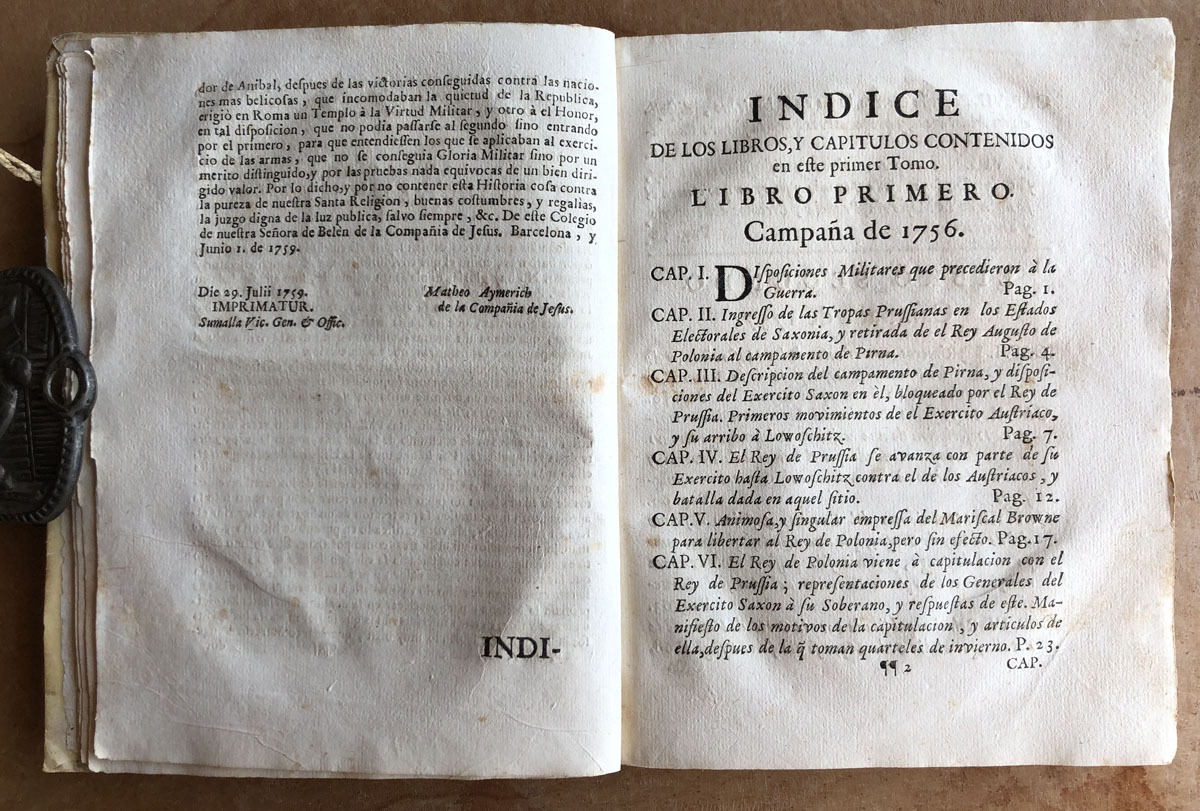 dor de Anibal, deſpues de las victorias conſeguidas contra las nacio-
nes mas belicoſas, que incomodaban la quietud de la Republica,
erigiò en Roma un Templo à la Virtud Militar, y otro à el Honor,
en tal diſpoſicion, que no podia paſſarſe al ſegundo ſino entrando
por el primero, para que entendieſſen los que ſe aplicaban al exerci-
cio de las armas, que no ſe conſeguia Gloria Militar ſino por un
merito diſtinguido, y por las pruebas nada equivocas de un bien diri-
gido valor. Por lo dicho, y por no contener eſta Hiſtoria coſa contra
la pureza de nueſtra Santa Religion, buenas coſtumbres, y regalias,
la juzgo digna de la luz publica, ſalvo ſiempre, &c. De eſte Colegio
de nueſtra Señora de Belèn de la Compañia de Jeſus. Barcelona, y
Junio 1. de 1759.
Die 29. Julii 1759.
IMPRIMATUR.
Sumalla Vic. Gen. & Offic.
Matheo Aymerich
de la Compañia de Jeſus.
INDI-
INDICE
DE LOS LIBROS, Y CAPITULOS CONTENIDOS
en eſte primer Tomo.
LIBRO PRIMERO.
Campaña de 1756.
CAP. I. DIſpoſiciones Militares que precedieron à la
Guerra. Pag. 1.
CAP. II. Ingreſſo de las Tropas Pruſſianas en los Eſtados
Electorales de Saxonia, y retirada de el Rey Auguſto de
Polonia al campamento de Pirna. Pag. 4.
CAP. III. Deſcripcion del campamento de Pirna, y diſpoſi-
ciones del Exercito Saxon en èl, bloqueado por el Rey de
Pruſſia. Primeros movimientos de el Exercito Auſtriaco,
y ſu arribo à Lowoſchitz. Pag. 7.
CAP. IV. El Rey de Pruſſia ſe avanza con parte de ſu
Exercito haſta Lowoſchitz contra el de los Auſtriacos, y
batalla dada en aquel ſitio. Pag. 12.
CAP. V. Animoſa, y ſingular empreſſa del Mariſcal Browne
para libertar al Rey de Polonia, pero ſin efecto. Pag. 17.
CAP. VI. El Rey de Polonia viene à capitulacion con el
Rey de Pruſſia; repreſentaciones de los Generales del
Exercito Saxon à ſu Soberano, y reſpueſtas de eſte. Ma-
nifieſto de los motivos de la capitulacion, y articulos de
ella, deſpues de la q̃ toman quarteles de invierno. P. 23.
¶¶ 2 CAP.